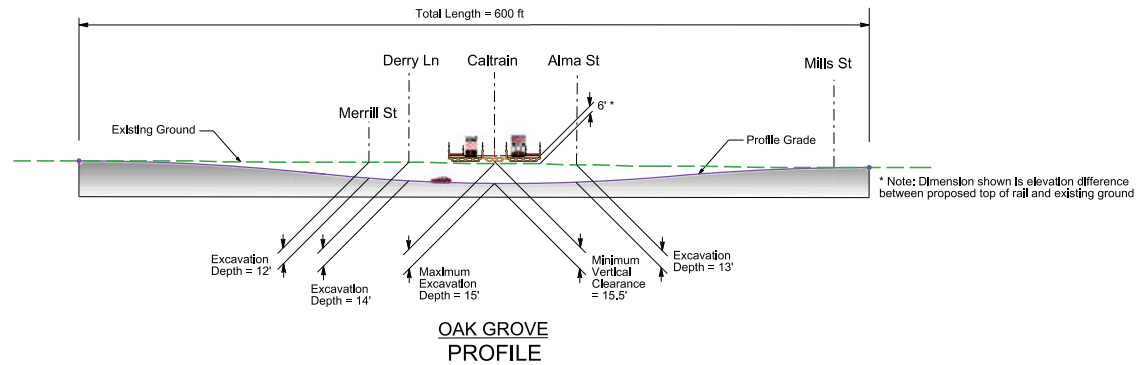 Total Length = 600 ft
Derry Ln
Caltrain
Alma St
Mills St
Merrill St
6' *
Existing Ground
Profile Grade
* Note: Dimension shown is elevation difference
between proposed top of rail and existing ground
Excavation
Depth = 12'
Excavation
Depth = 14'
Maximum
Excavation
Depth = 15'
Minimum
Vertical
Clearance
= 15.5'
Excavation
Depth = 13'
OAK GROVE
PROFILE